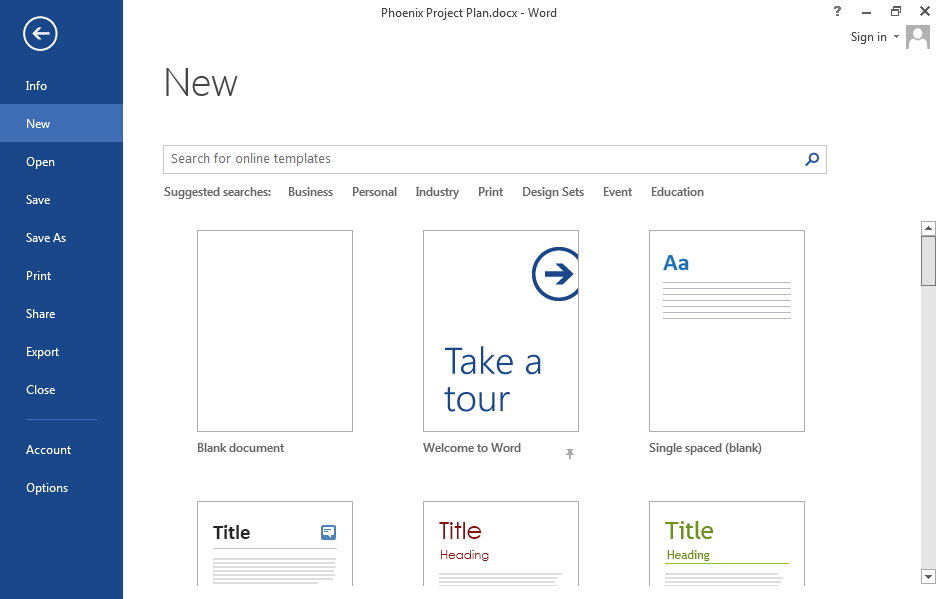 Phoenix Project Plan.docx - Word
?
Sign in
Info
New
Open
Save
Save As
Print
Share
Export
Close
Account
Options
New
Search for online templates
Suggested searches: Business Personal Industry Print Design Sets Event Education
Take a
tour
Aa
Blank document
Welcome to Word
Single spaced (blank)
Title
Title
Heading
Title
Heading